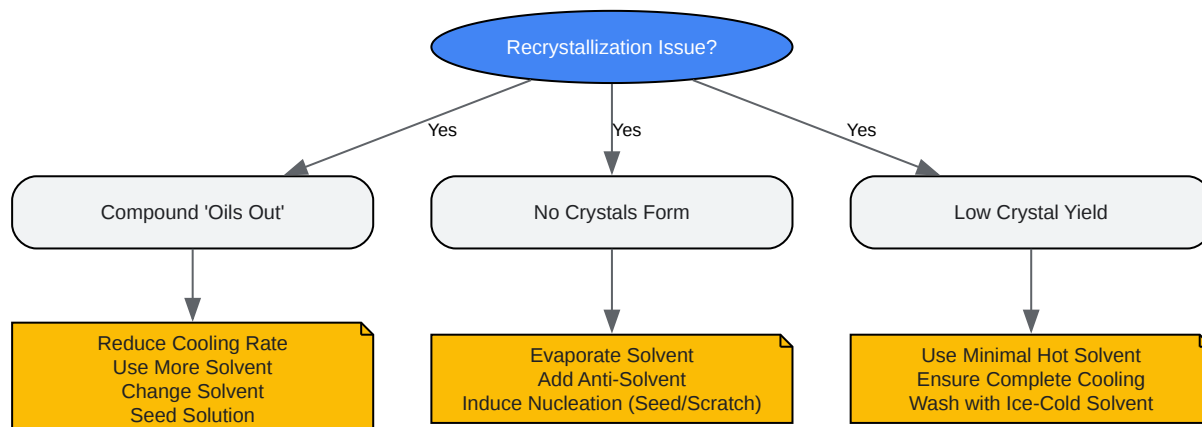 Recrystallization Issue?
Yes
Yes
Yes
Compound 'Oils Out'
No Crystals Form
Low Crystal Yield
Reduce Cooling Rate
Use More Solvent
Change Solvent
Seed Solution
Evaporate Solvent
Add Anti-Solvent
Induce Nucleation (Seed/Scratch)
Use Minimal Hot Solvent
Ensure Complete Cooling
Wash with Ice-Cold Solvent